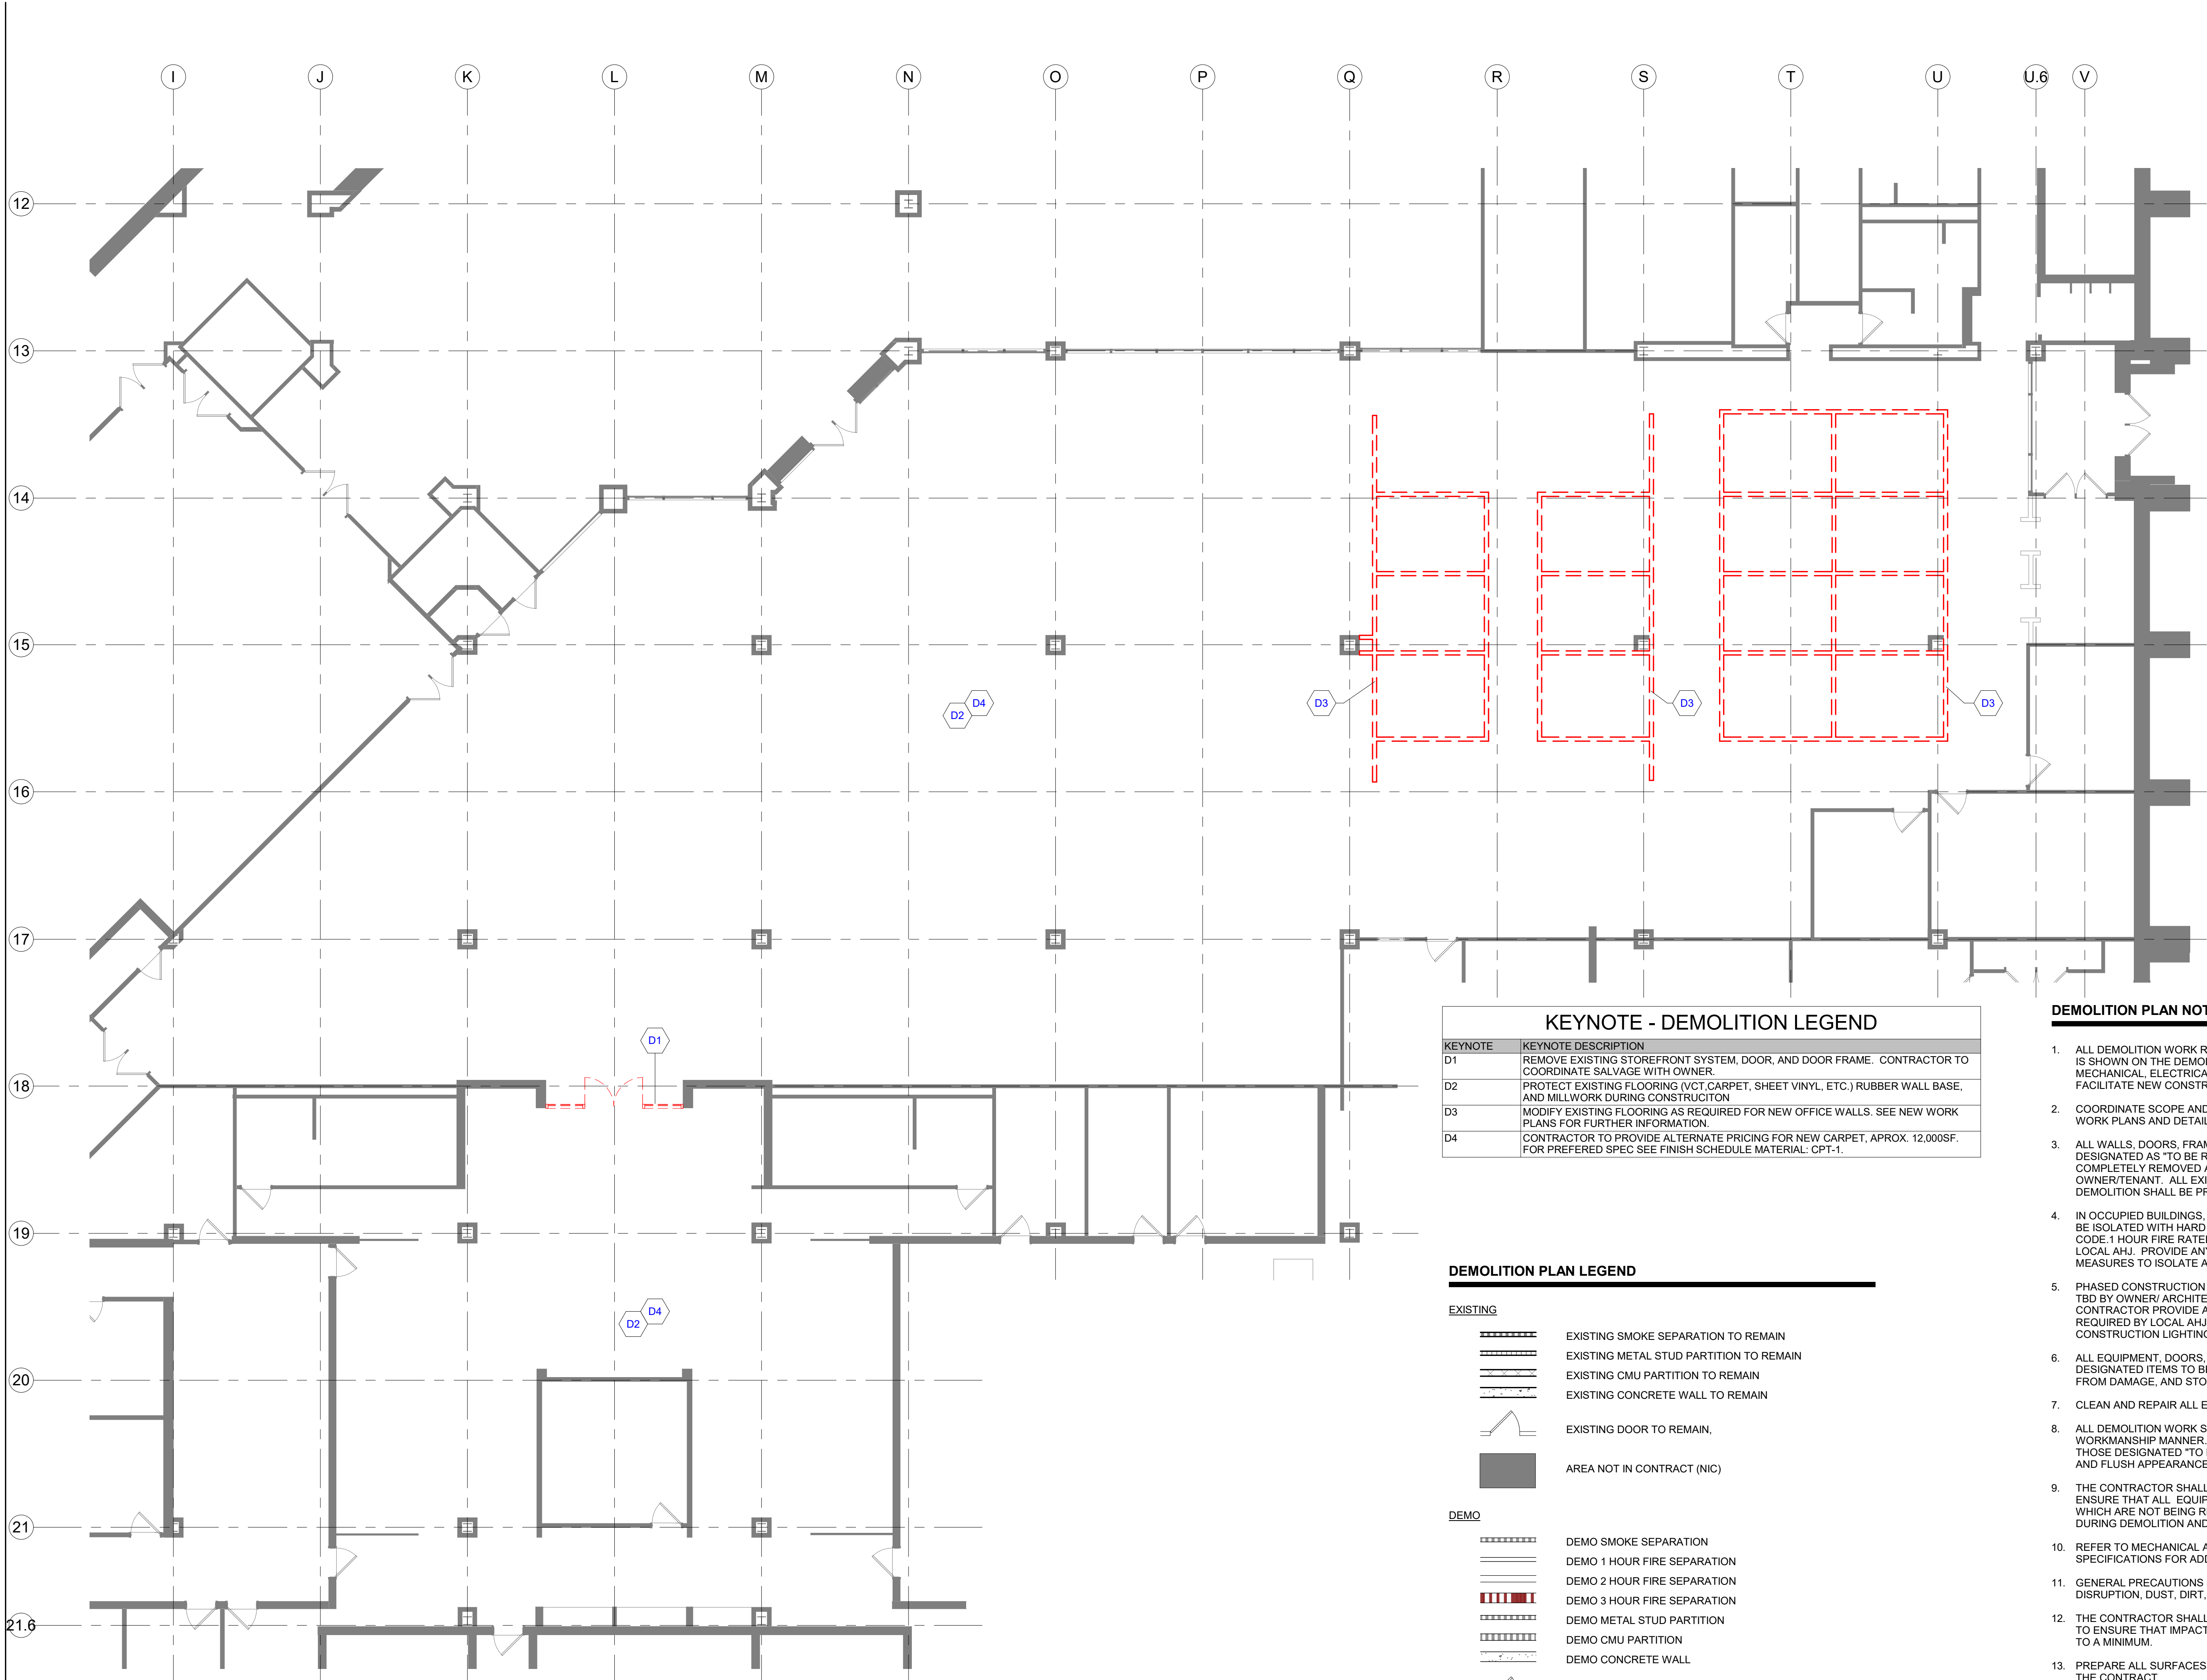 I J K L M N O P Q R S T U U.6 V
12
13
14
15
D4
D2
D3
D3
D3
16
17
D1
18
19
D4
D2
20
21
21.6
KEYNOTE - DEMOLITION LEGEND
KEYNOTE KEYNOTE DESCRIPTION
D1 REMOVE EXISTING STOREFRONT SYSTEM, DOOR, AND DOOR FRAME. CONTRACTOR TO
COORDINATE SALVAGE WITH OWNER.
D2 PROTECT EXISTING FLOORING (VCT,CARPET, SHEET VINYL, ETC.) RUBBER WALL BASE,
AND MILLWORK DURING CONSTRUCITON
D3 MODIFY EXISTING FLOORING AS REQUIRED FOR NEW OFFICE WALLS. SEE NEW WORK
PLANS FOR FURTHER INFORMATION.
D4 CONTRACTOR TO PROVIDE ALTERNATE PRICING FOR NEW CARPET, APROX. 12,000SF.
FOR PREFERED SPEC SEE FINISH SCHEDULE MATERIAL: CPT-1.
DEMOLITION PLAN LEGEND
EXISTING
EXISTING SMOKE SEPARATION TO REMAIN
EXISTING METAL STUD PARTITION TO REMAIN
EXISTING CMU PARTITION TO REMAIN
EXISTING CONCRETE WALL TO REMAIN
EXISTING DOOR TO REMAIN,
AREA NOT IN CONTRACT (NIC)
DEMO
DEMO SMOKE SEPARATION
DEMO 1 HOUR FIRE SEPARATION
DEMO 2 HOUR FIRE SEPARATION
DEMO 3 HOUR FIRE SEPARATION
DEMO METAL STUD PARTITION
DEMO CMU PARTITION
DEMO CONCRETE WALL
DEMOLITION PLAN NOT
1. ALL DEMOLITION WORK R
IS SHOWN ON THE DEMOL
MECHANICAL, ELECTRICA
FACILITATE NEW CONSTR
2. COORDINATE SCOPE AND
WORK PLANS AND DETAIL
3. ALL WALLS, DOORS, FRAM
DESIGNATED AS "TO BE R
COMPLETELY REMOVED A
OWNER/TENANT. ALL EXI
DEMOLITION SHALL BE PR
4. IN OCCUPIED BUILDINGS,
BE ISOLATED WITH HARD
CODE.1 HOUR FIRE RATE
LOCAL AHJ. PROVIDE ANY
MEASURES TO ISOLATE A
5. PHASED CONSTRUCTION
TBD BY OWNER/ ARCHITE
CONTRACTOR PROVIDE A
REQUIRED BY LOCAL AHJ
CONSTRUCTION LIGHTING
6. ALL EQUIPMENT, DOORS,
DESIGNATED ITEMS TO BE
FROM DAMAGE, AND STO
7. CLEAN AND REPAIR ALL E
8. ALL DEMOLITION WORK S
WORKMANSHIP MANNER.
THOSE DESIGNATED "TO
AND FLUSH APPEARANCE
9. THE CONTRACTOR SHALL
ENSURE THAT ALL EQUIP
WHICH ARE NOT BEING R
DURING DEMOLITION AND
10. REFER TO MECHANICAL A
SPECIFICATIONS FOR ADD
11. GENERAL PRECAUTIONS
DISRUPTION, DUST, DIRT,
12. THE CONTRACTOR SHALL
TO ENSURE THAT IMPACT
TO A MINIMUM.
13. PREPARE ALL SURFACES
THE CONTRACT